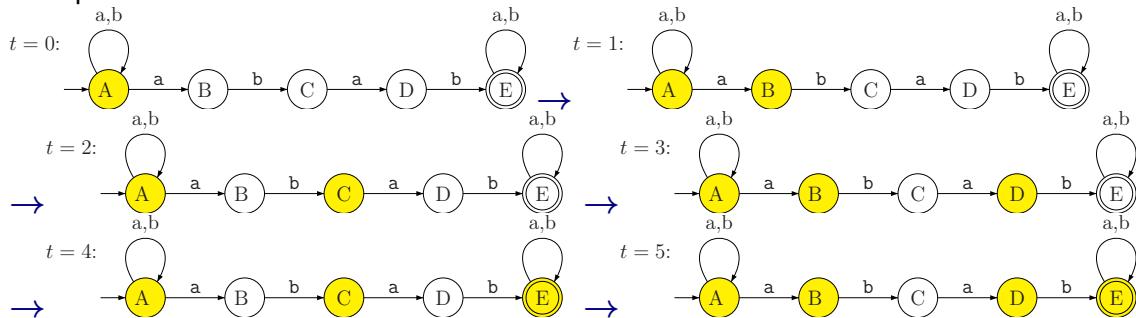 a,b a,b a,b a,b
t = 0: t = 1:
A a B b C a D b E → A a B b C a D b E
a,b a,b a,b a,b
t = 2: t = 3:
→ A a B b C a D b E → A a B b C a D b E
a,b a,b a,b a,b
t = 4: t = 5:
→ A a B b C a D b E → A a B b C a D b E